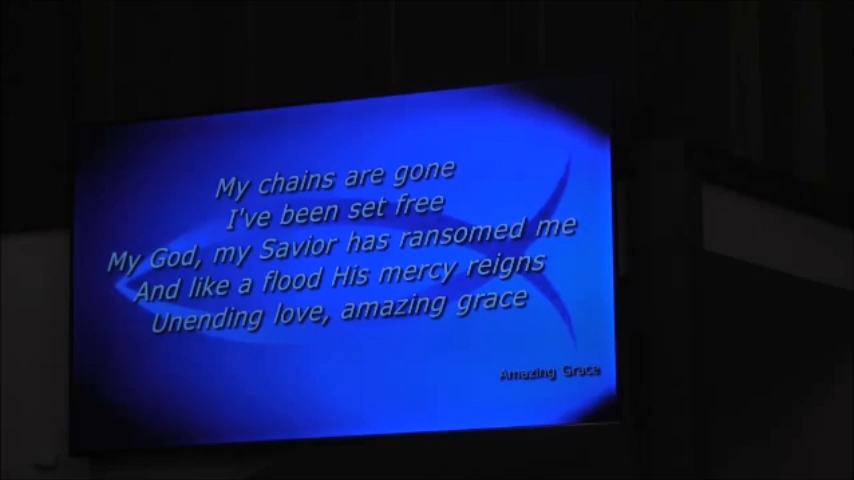 My chains are gone
I've been set free
My God, my Savior has ransomed me
And like a flood His mercy reigns
Unending love, amazing grace
Amazing Grace